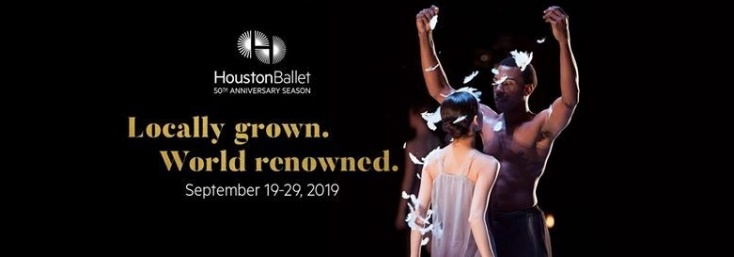 HoustonBallet
50TH ANNIVERSARY SEASON
Locally grown.
World renowned.
September 19-29, 2019